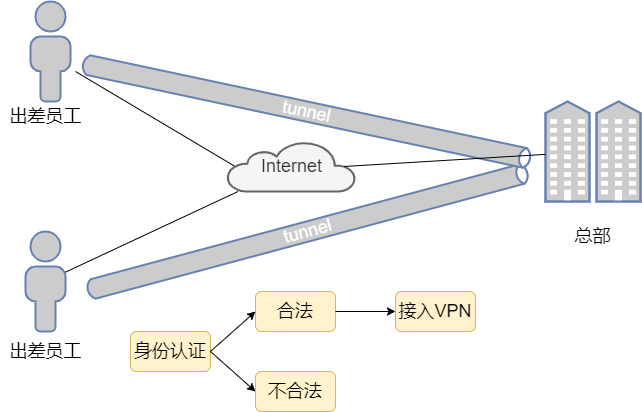 出差员工
tunnel
Internet
总部
tunnel
出差员工
身份认证
合法
接入VPN
不合法